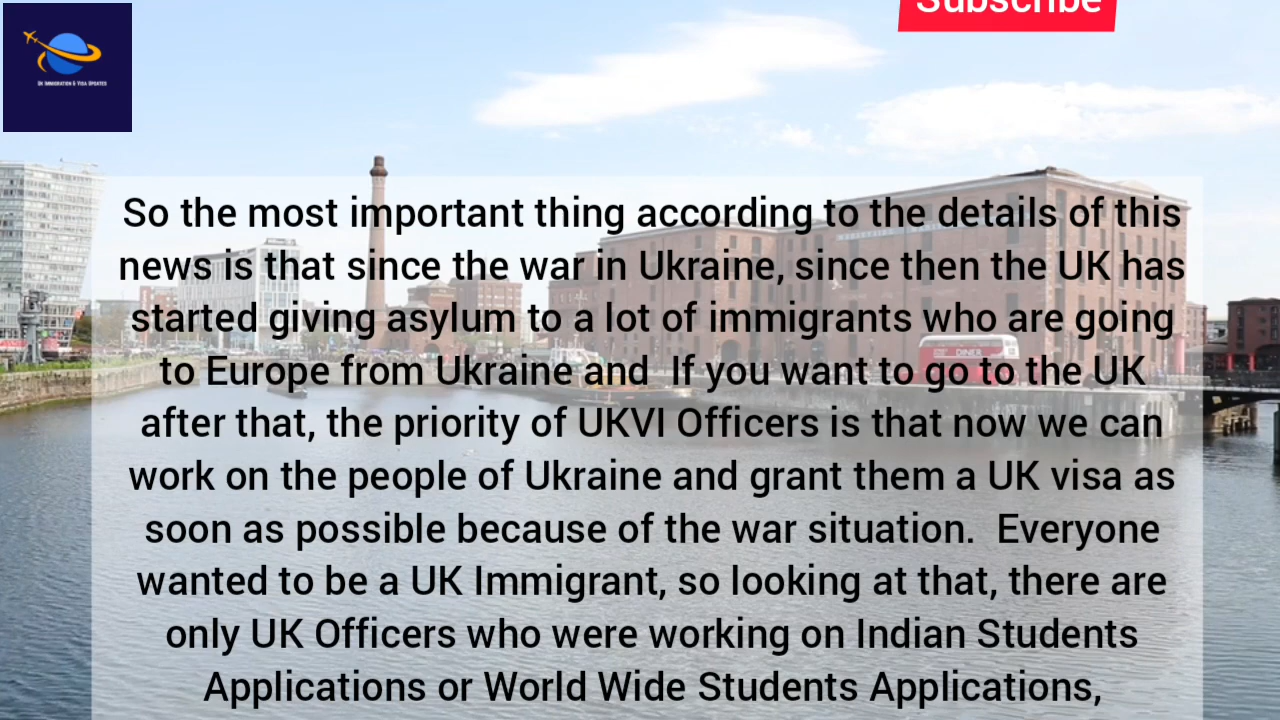 Subscribe
UK IMMIGRATION & VISA UPDATES
So the most important thing according to the details of this
news is that since the war in Ukraine, since then the UK has
started giving asylum to a lot of immigrants who are going
to Europe from Ukraine and  If you want to go to the UK
after that, the priority of UKVI Officers is that now we can
work on the people of Ukraine and grant them a UK visa as
soon as possible because of the war situation.  Everyone
wanted to be a UK Immigrant, so looking at that, there are
only UK Officers who were working on Indian Students
Applications or World Wide Students Applications,
DINER